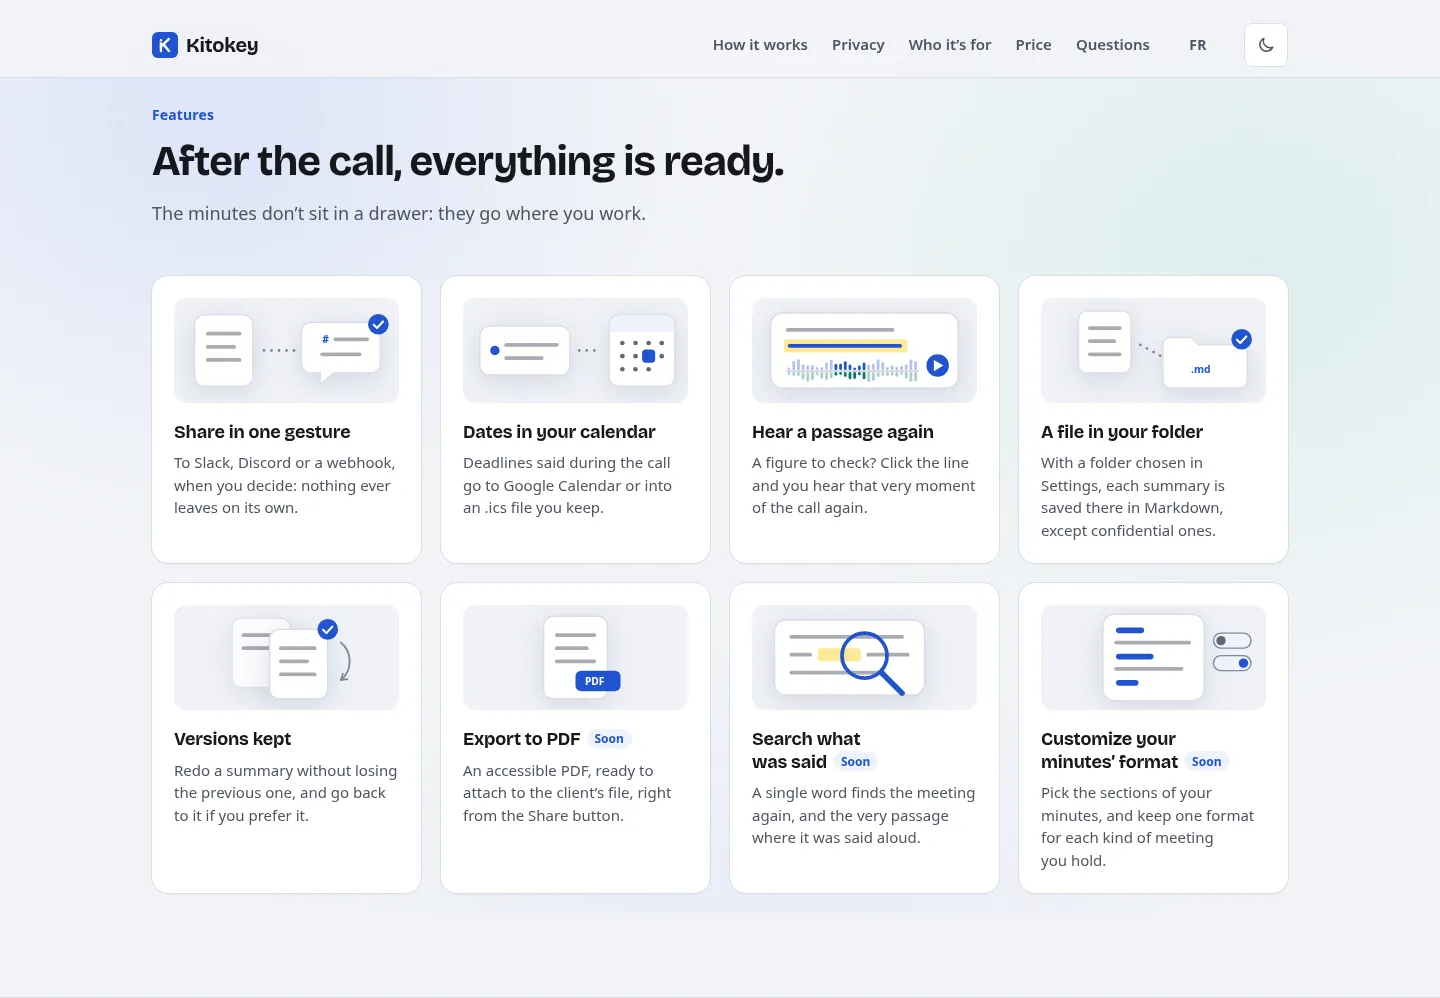 Kitokey
How it works
Privacy
Who it’s for
Price
Questions
FR
Features
After the call, everything is ready.
The minutes don’t sit in a drawer: they go where you work.
#
Share in one gesture
To Slack, Discord or a webhook,
when you decide: nothing ever
leaves on its own.
Dates in your calendar
Deadlines said during the call
go to Google Calendar or into
an .ics file you keep.
Hear a passage again
A figure to check? Click the line
and you hear that very moment
of the call again.
.md
A file in your folder
With a folder chosen in
Settings, each summary is
saved there in Markdown,
except confidential ones.
Versions kept
Redo a summary without losing
the previous one, and go back
to it if you prefer it.
PDF
Export to PDF Soon
An accessible PDF, ready to
attach to the client’s file, right
from the Share button.
Search what
was said Soon
A single word finds the meeting
again, and the very passage
where it was said aloud.
Customize your
minutes’ format Soon
Pick the sections of your
minutes, and keep one format
for each kind of meeting
you hold.